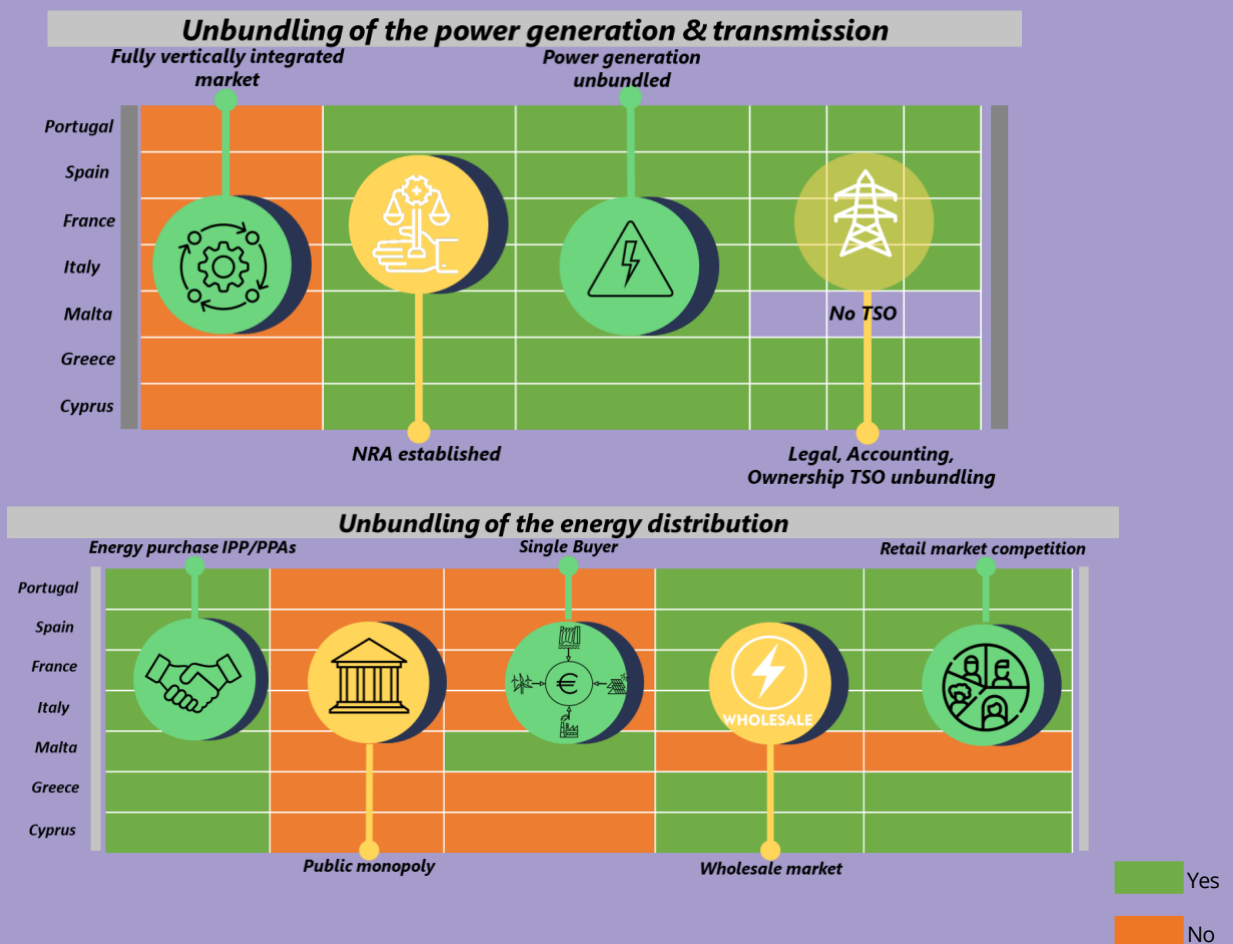 Unbundling of the power generation & transmission
Fully vertically integrated
market
Power generation
unbundled
Portugal
Spain
France
Italy
Malta
No TSO
Greece
Cyprus
NRA established
Legal, Accounting,
Ownership TSO unbundling
Unbundling of the energy distribution
Energy purchase IPP/PPAs
Single Buyer
Retail market competition
Portugal
Spain
France
€
Italy
WHOLESALE
Malta
Greece
Cyprus
Public monopoly
Wholesale market
Yes
No